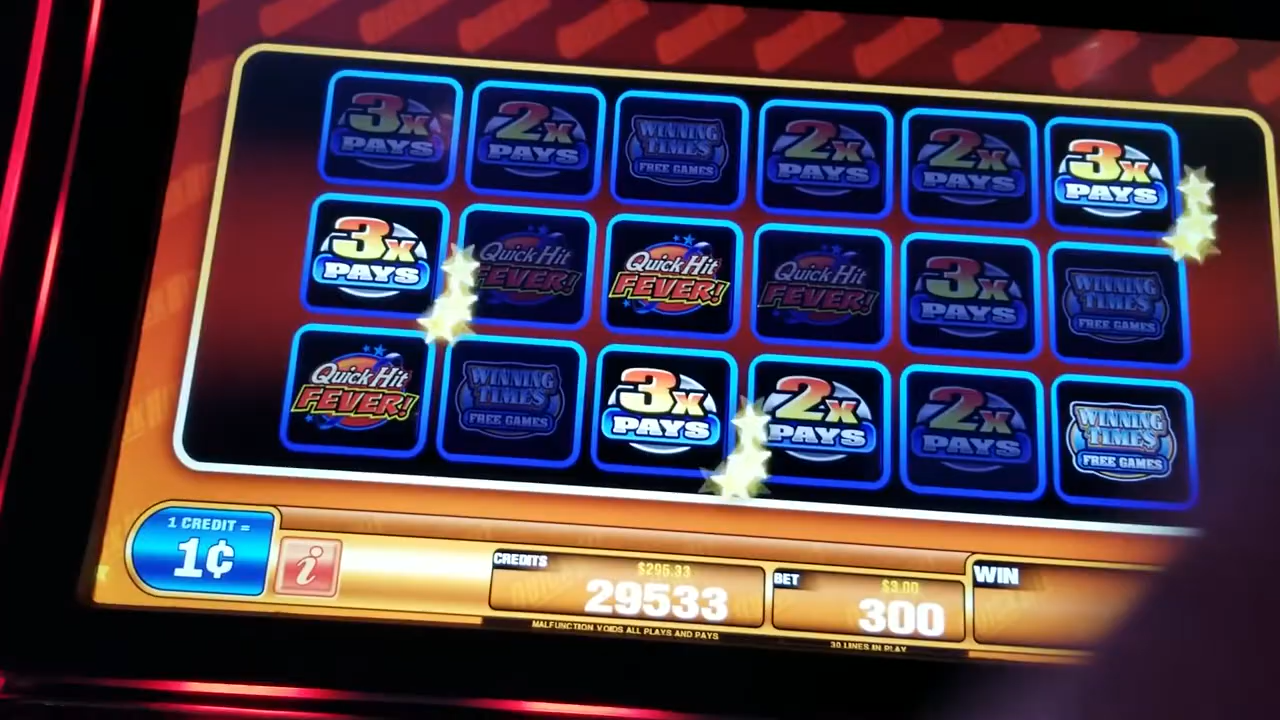 3x PAYS
2x PAYS
WINNING TIMES FREE GAMES
2x PAYS
2x PAYS
3x PAYS
3x PAYS
Quick Hit FEVER!
Quick Hit FEVER!
Quick Hit FEVER!
3x PAYS
WINNING TIMES FREE GAMES
Quick Hit FEVER!
WINNING TIMES FREE GAMES
3x PAYS
2x PAYS
2x PAYS
WINNING TIMES FREE GAMES
1 CREDIT =
1¢
i
CREDITS
$295.33
29533
BET
$3.00
300
WIN
MALFUNCTION VOIDS ALL PLAYS AND PAYS
30 LINES IN PLAY